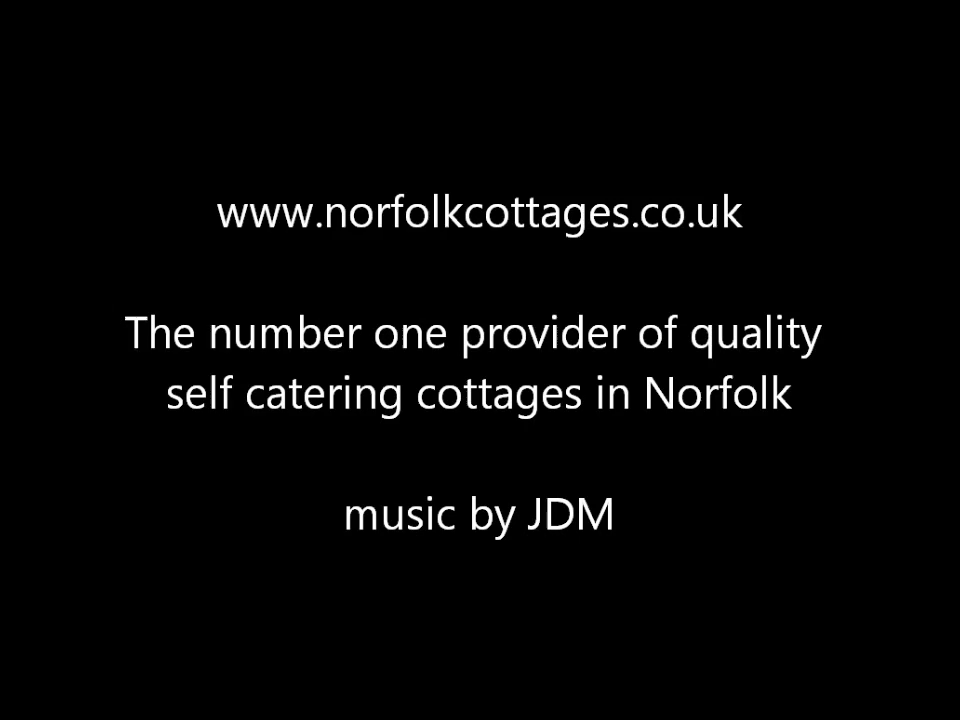 www.norfolkcottages.co.uk
The number one provider of quality
self catering cottages in Norfolk
music by JDM